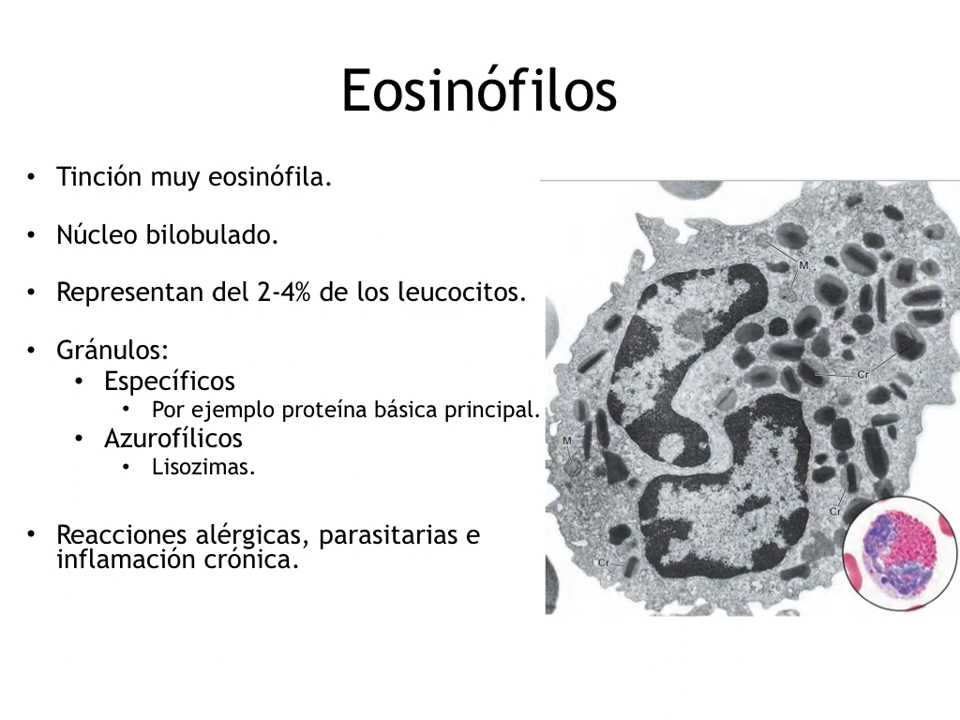 Eosinófilos
• Tinción muy eosinófila.
• Núcleo bilobulado.
• Representan del 2-4% de los leucocitos.
• Gránulos:
• Específicos
• Por ejemplo proteína básica principal.
• Azurofílicos
• Lisozimas.
• Reacciones alérgicas, parasitarias e
inflamación crónica.
M
Cr
M
Cr
Cr